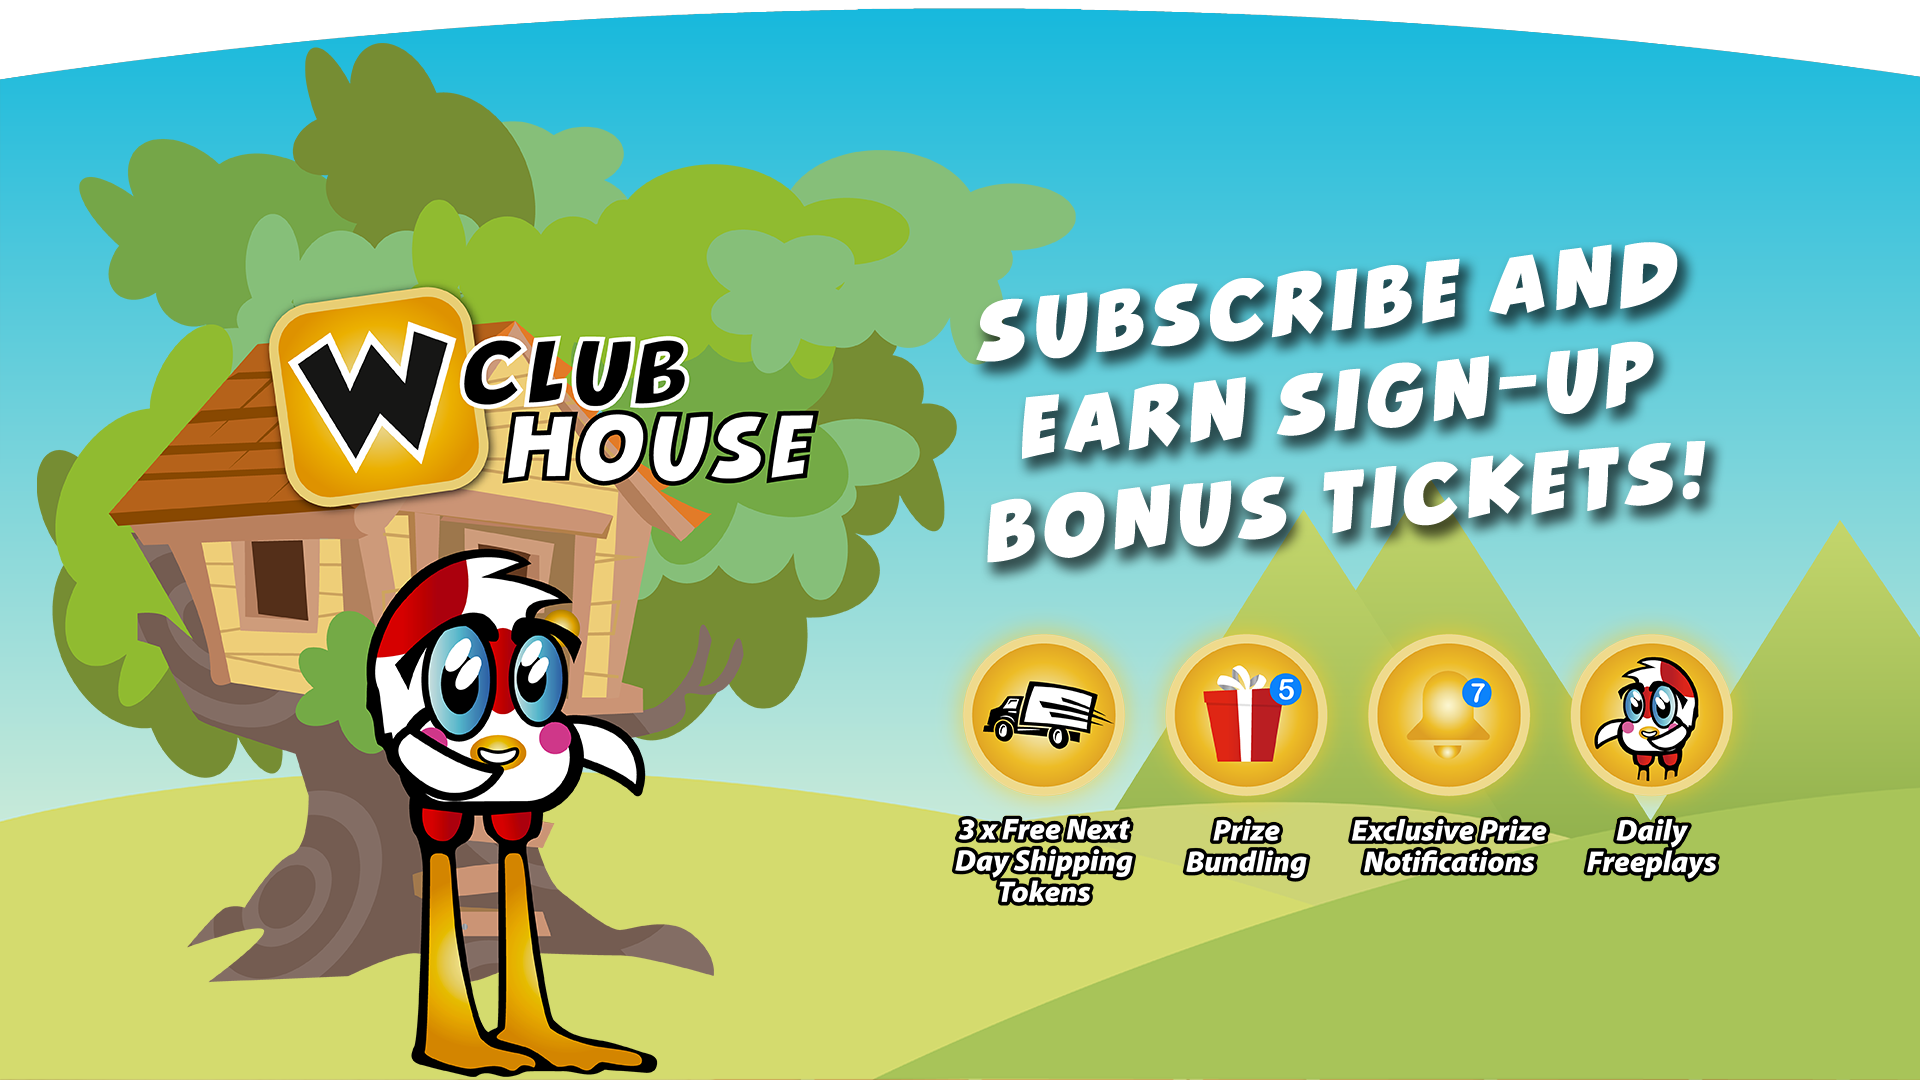 W CLUB
HOUSE
SUBSCRIBE AND
EARN SIGN-UP
BONUS TICKETS!
5
7
3 x Free Next
Day Shipping
Tokens
Prize
Bundling
Exclusive Prize
Notifications
Daily
Freeplays